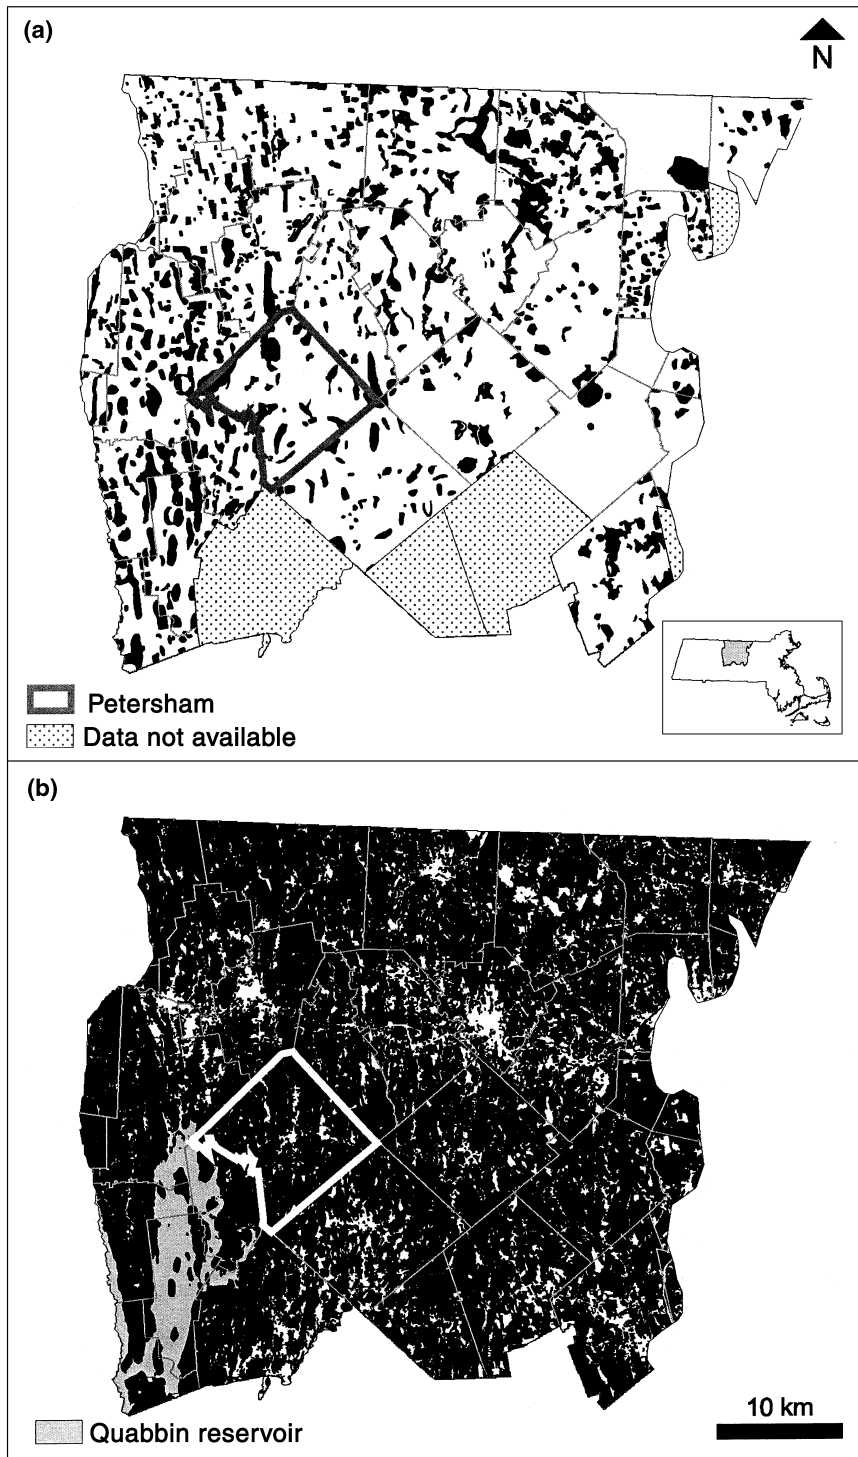 (a)
N
Petersham
Data not available
(b)
Quabbin reservoir
10 km